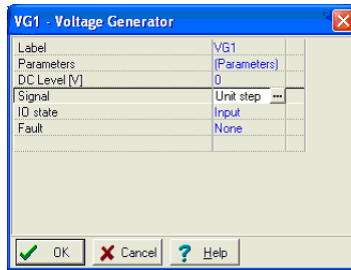 VG1 - Voltage Generator
Label VG1
Parameters (Parameters)
DC Level [V] 0
Signal Unit step ...
IO state Input
Fault None
OK Cancel ? Help